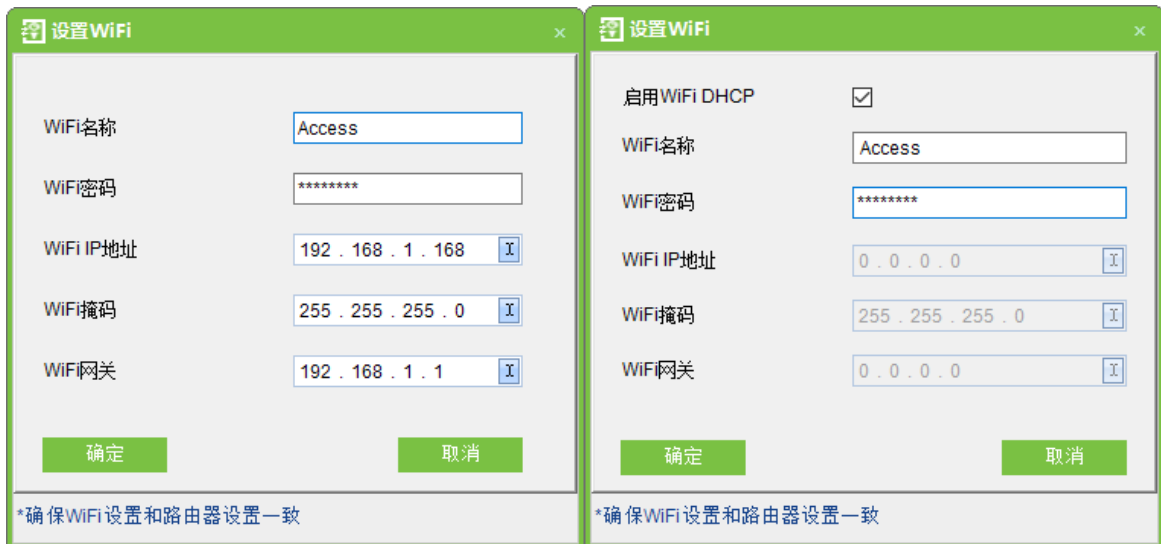 设置WiFi
WiFi名称 Access
WiFi密码 ********
WiFi IP地址 192 . 168 . 1 . 168
WiFi掩码 255 . 255 . 255 . 0
WiFi网关 192 . 168 . 1 . 1
确定 取消
*确保WiFi设置和路由器设置一致
设置WiFi
启用WiFi DHCP
WiFi名称 Access
WiFi密码 ********
WiFi IP地址 0 . 0 . 0 . 0
WiFi掩码 255 . 255 . 255 . 0
WiFi网关 0 . 0 . 0 . 0
确定 取消
*确保WiFi设置和路由器设置一致